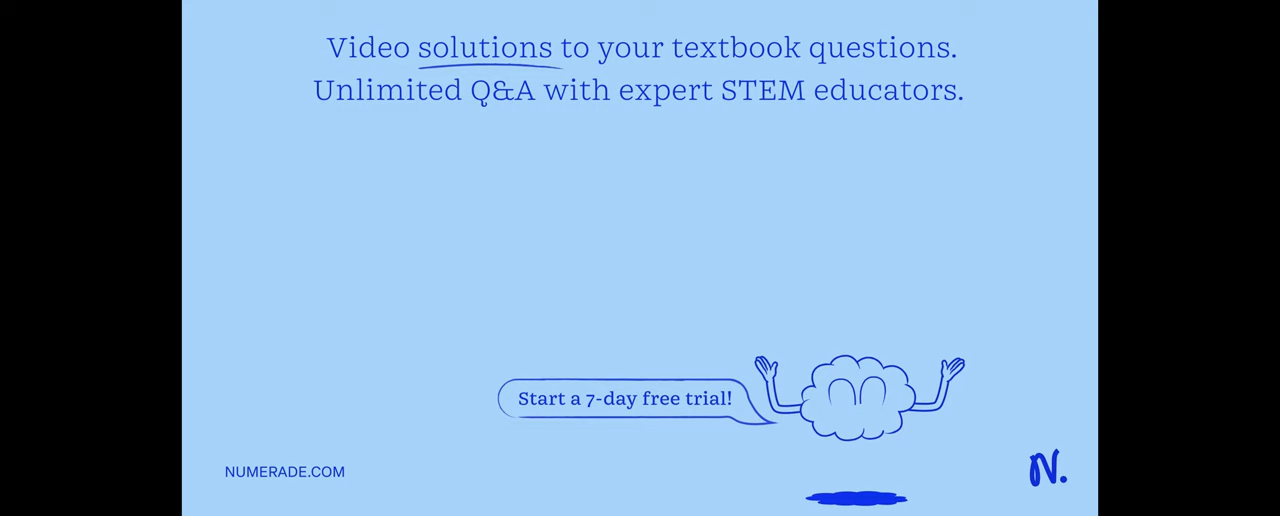 Video solutions to your textbook questions.
Unlimited Q&A with expert STEM educators.
Start a 7-day free trial!
NUMERADE.COM
N.